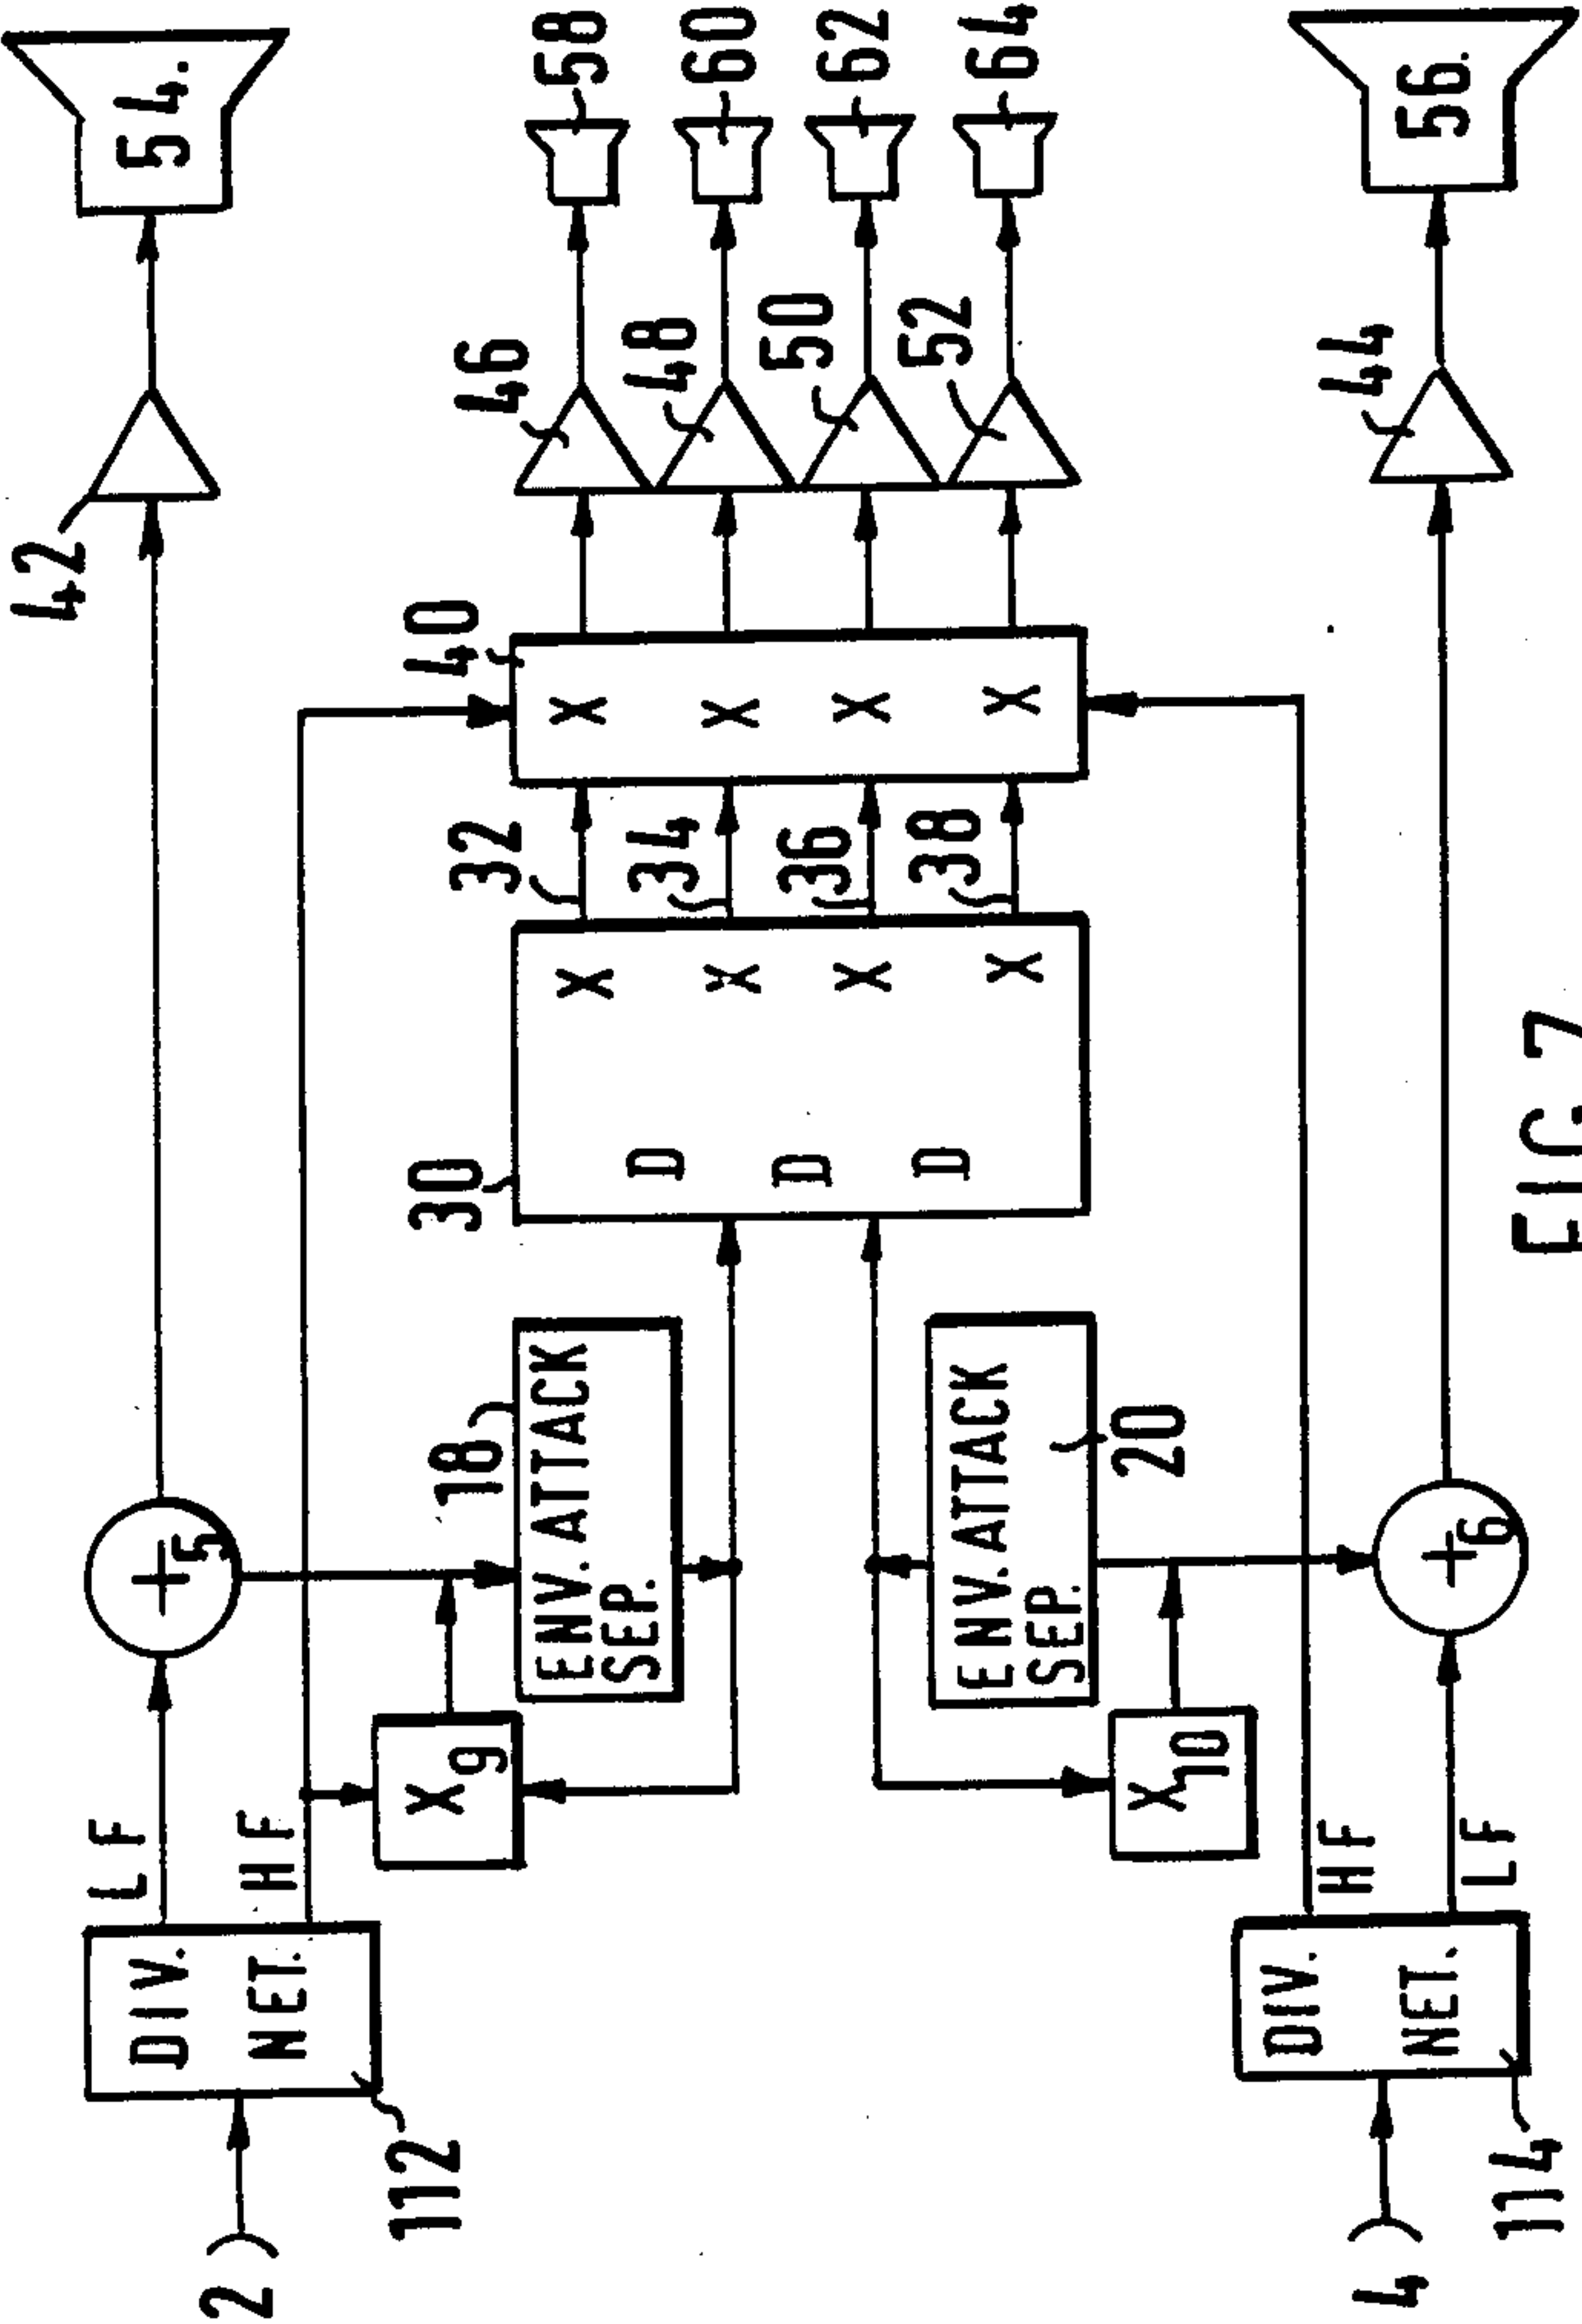 42
54.
5
LF
HF
DIV.
NET.
2
112
X 9
18
ENV. ATTACK
SEP.
30
D
D
D
X
X
X
X
32
34
36
38
40
X
X
X
X
46
48
50
52
58
60
62
64
ENV. ATTACK
SEP.
20
X 10
HF
LF
DIV.
NET.
4
114
6
44
56.
FIG 7